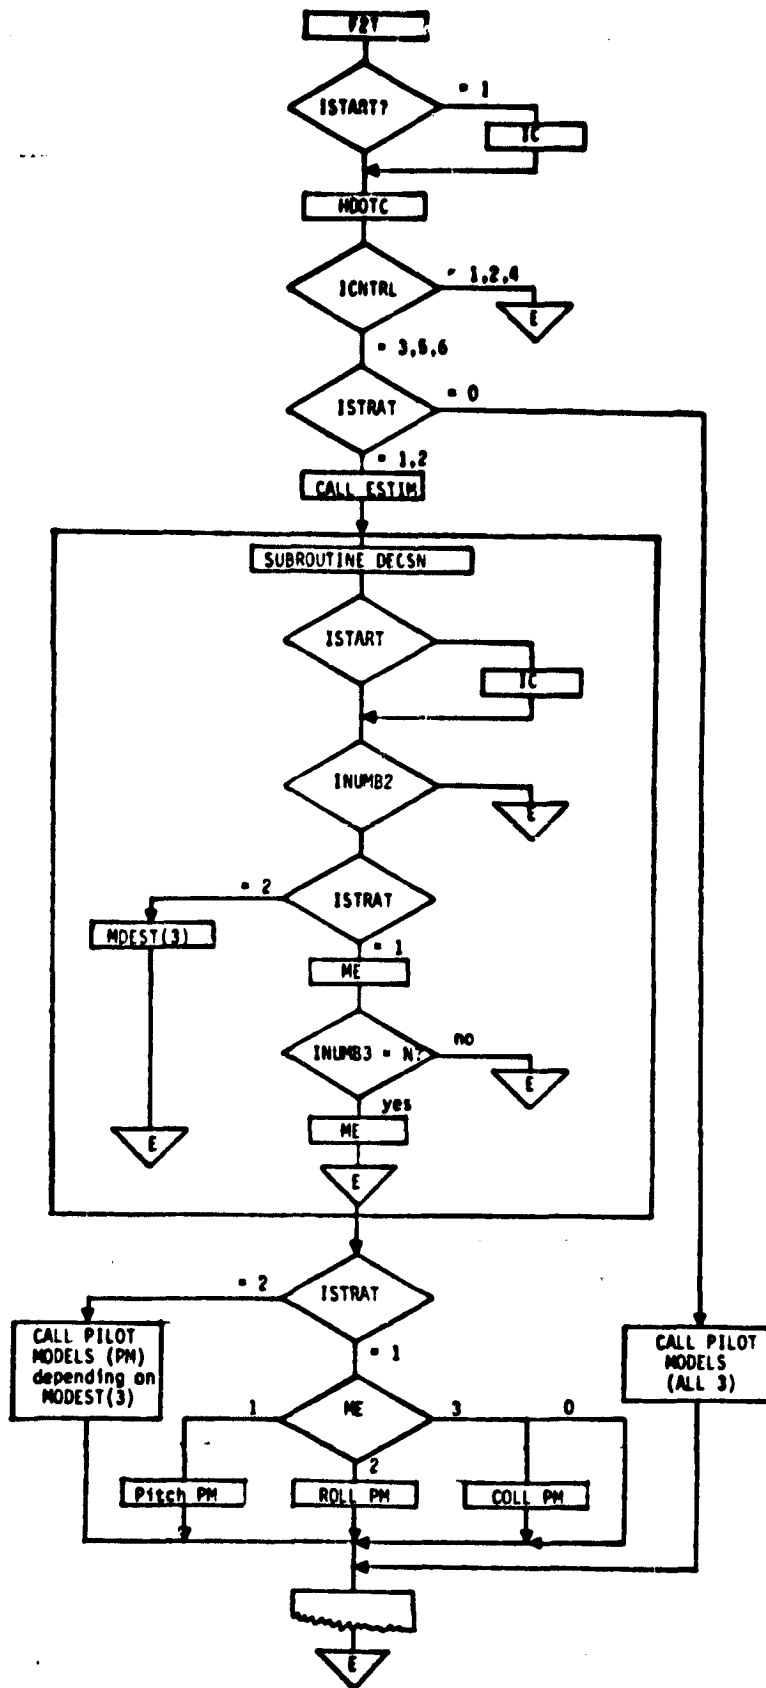 F2T
= 1
ISTART?
IC
HDOTC
= 1,2,4
ICNTRL
E
= 3,5,6
= 0
ISTRAT
= 1,2
CALL ESTIM
SUBROUTINE DECSN
ISTART
IC
INUMB2
E
= 2
ISTRAT
MDEST(3)
= 1
ME
no
INUMB3 = N?
E
yes
ME
E
E
= 2
ISTRAT
CALL PILOT
MODELS (PM)
depending on
MODEST(3)
CALL PILOT
MODELS
(ALL 3)
= 1
1
ME
3
0
2
Pitch PM
ROLL PM
COLL PM
E